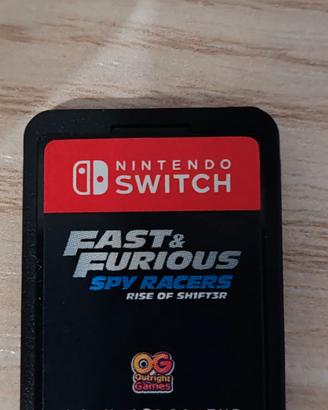 NINTENDO
SWITCH
FAST &
FURIOUS
SPY RACERS
RISE OF SH1FT3R
OG
Outright
Games